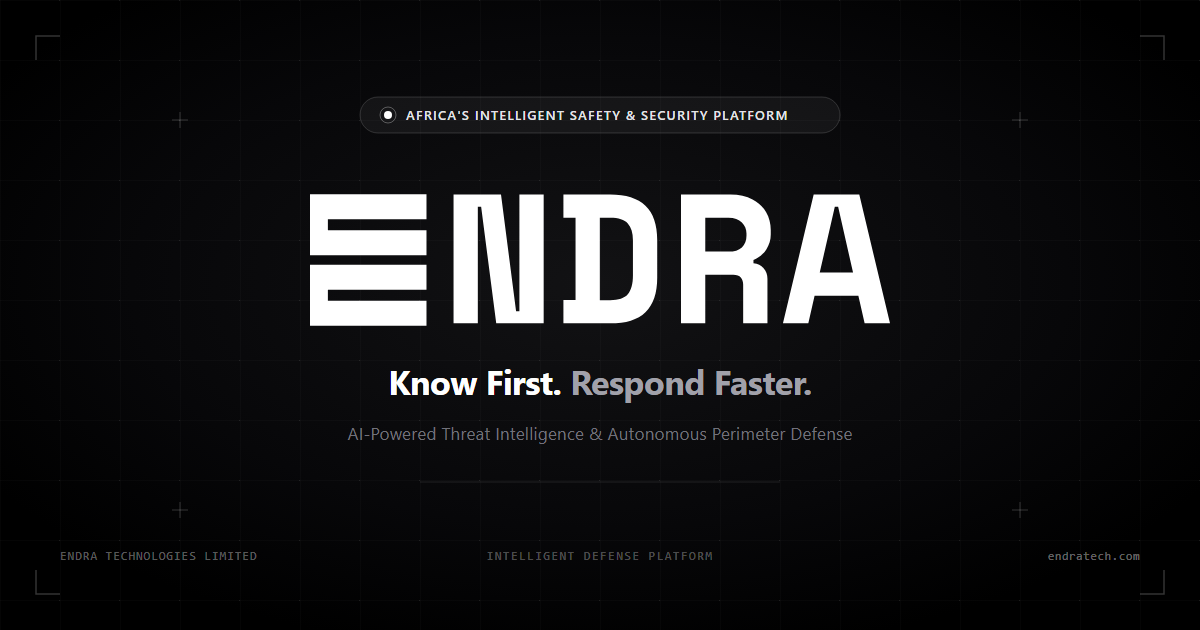 AFRICA'S INTELLIGENT SAFETY & SECURITY PLATFORM
ENDRA
Know First. Respond Faster.
AI-Powered Threat Intelligence & Autonomous Perimeter Defense
ENDRA TECHNOLOGIES LIMITED
INTELLIGENT DEFENSE PLATFORM
endratech.com